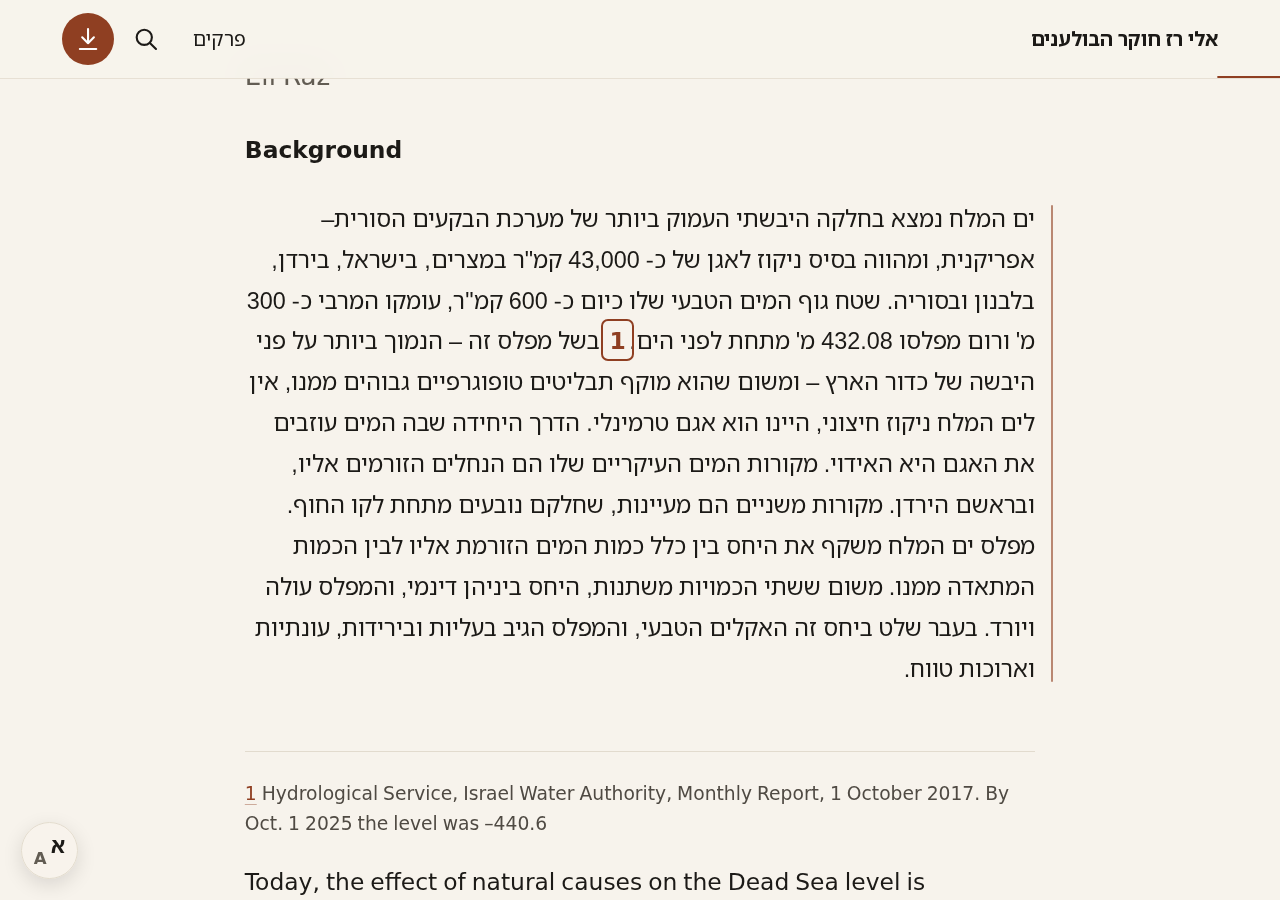 אלי רז חוקר הבולענים
פרקים
Eli Raz
Background
ים המלח נמצא בחלקה היבשתי העמוק ביותר של מערכת הבקעים הסורית–
אפריקנית, ומהווה בסיס ניקוז לאגן של כ- 43,000 קמ"ר במצרים, בישראל, בירדן,
בלבנון ובסוריה. שטח גוף המים הטבעי שלו כיום כ- 600 קמ"ר, עומקו המרבי כ- 300
מ' ורום מפלסו 432.08 מ' מתחת לפני הים. 1 בשל מפלס זה – הנמוך ביותר על פני
היבשה של כדור הארץ – ומשום שהוא מוקף תבליטים טופוגרפיים גבוהים ממנו, אין
לים המלח ניקוז חיצוני, היינו הוא אגם טרמינלי. הדרך היחידה שבה המים עוזבים
את האגם היא האידוי. מקורות המים העיקריים שלו הם הנחלים הזורמים אליו,
ובראשם הירדן. מקורות משניים הם מעיינות, שחלקם נובעים מתחת לקו החוף.
מפלס ים המלח משקף את היחס בין כלל כמות המים הזורמת אליו לבין הכמות
המתאדה ממנו. משום ששתי הכמויות משתנות, היחס ביניהן דינמי, והמפלס עולה
ויורד. בעבר שלט ביחס זה האקלים הטבעי, והמפלס הגיב בעליות ובירידות, עונתיות
וארוכות טווח.
1 Hydrological Service, Israel Water Authority, Monthly Report, 1 October 2017. By
Oct. 1 2025 the level was –440.6
א A
Today, the effect of natural causes on the Dead Sea level is